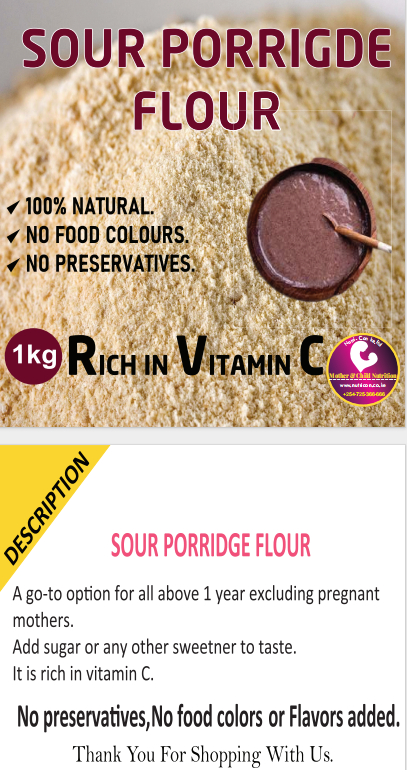 SOUR PORRIGDE
FLOUR
100% NATURAL.
NO FOOD COLOURS.
NO PRESERVATIVES.
1kg
RICH IN VITAMIN C
Mother & Child Nutrition
DESCRIPTION
SOUR PORRIDGE FLOUR
A go-to option for all above 1 year excluding pregnant
mothers.
Add sugar or any other sweetner to taste.
It is rich in vitamin C.
No preservatives,No food colors or Flavors added.
Thank You For Shopping With Us.